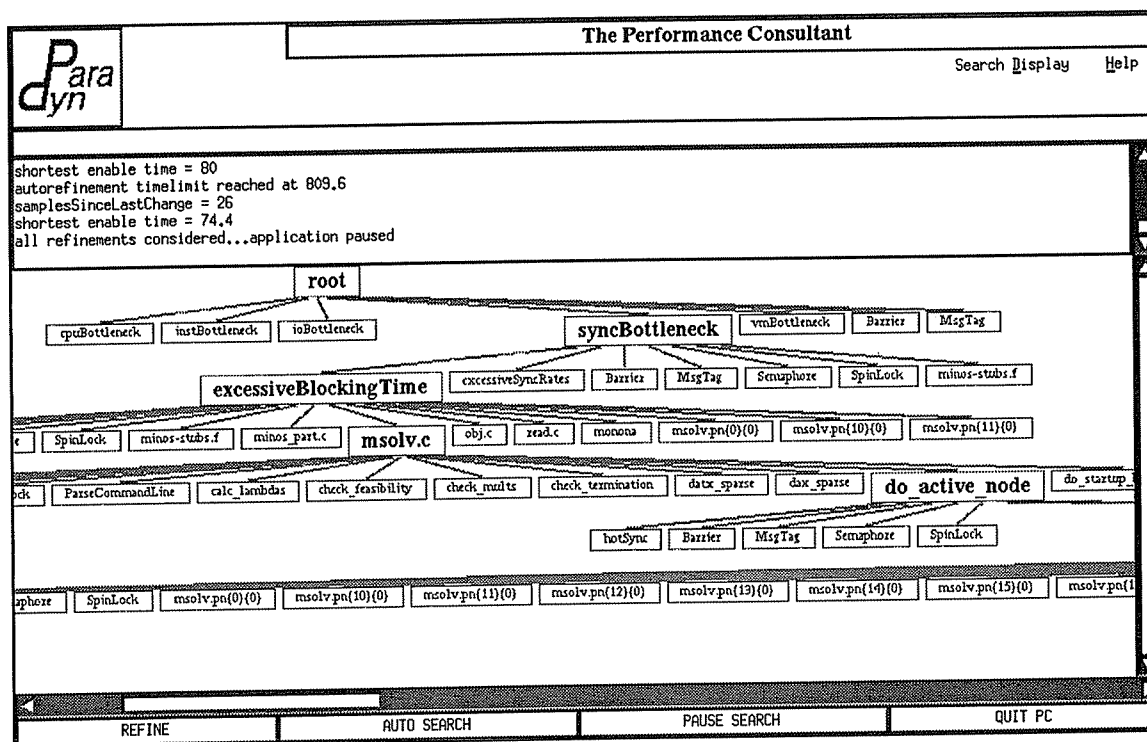 Paradyn
The Performance Consultant
Search Display Help
shortest enable time = 80
autorefinement timelimit reached at 809.6
samplesSinceLastChange = 26
shortest enable time = 74.4
all refinements considered...application paused
root
cpuBottleneck instBottleneck ioBottleneck syncBottleneck vmBottleneck Barrier MsgTag
excessiveBlockingTime excessiveSyncRates Barrier MsgTag Semaphore SpinLock minos-stubs.f
SpinLock minos-stubs.f minos_part.c msolv.c obj.c read.c monona msolv.pn{0}{0} msolv.pn{10}{0} msolv.pn{11}{0}
ock ParseCommandLine calc_lambdas check_feasibility check_mults check_termination datx_sparse dax_sparse do_active_node do_startup_
hotSync Barrier MsgTag Semaphore SpinLock
aphore SpinLock msolv.pn{0}{0} msolv.pn{10}{0} msolv.pn{11}{0} msolv.pn{12}{0} msolv.pn{13}{0} msolv.pn{14}{0} msolv.pn{15}{0} msolv.pn{1
REFINE AUTO SEARCH PAUSE SEARCH QUIT PC